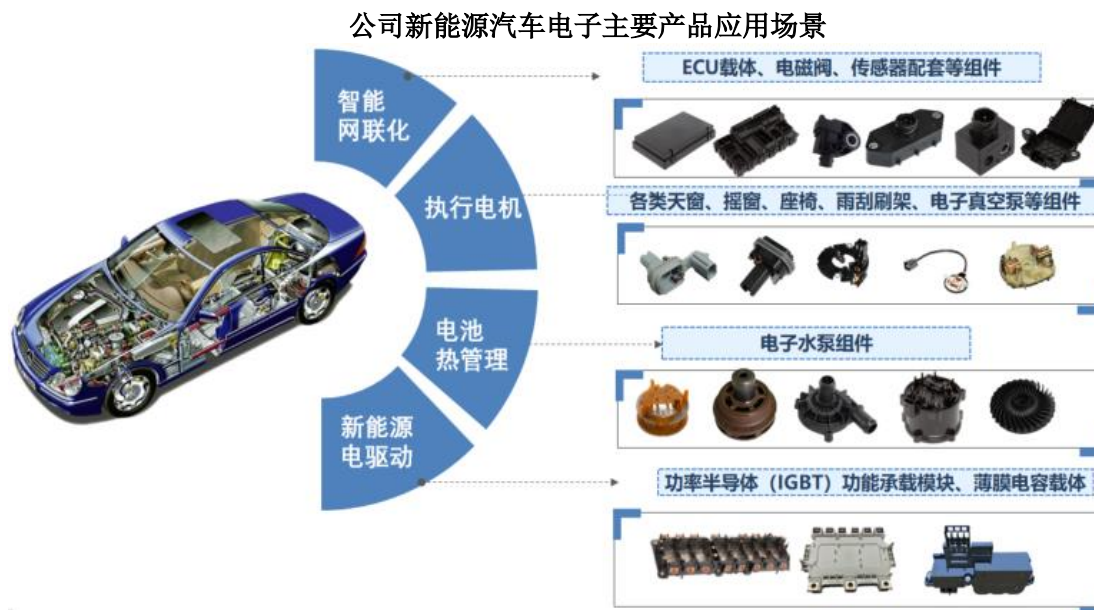 公司新能源汽车电子主要产品应用场景
智能
网联化
ECU载体、电磁阀、传感器配套等组件
执行电机
各类天窗、摇窗、座椅、雨刮刷架、电子真空泵等组件
电池
热管理
电子水泵组件
新能源
电驱动
功率半导体（IGBT）功能承载模块、薄膜电容载体